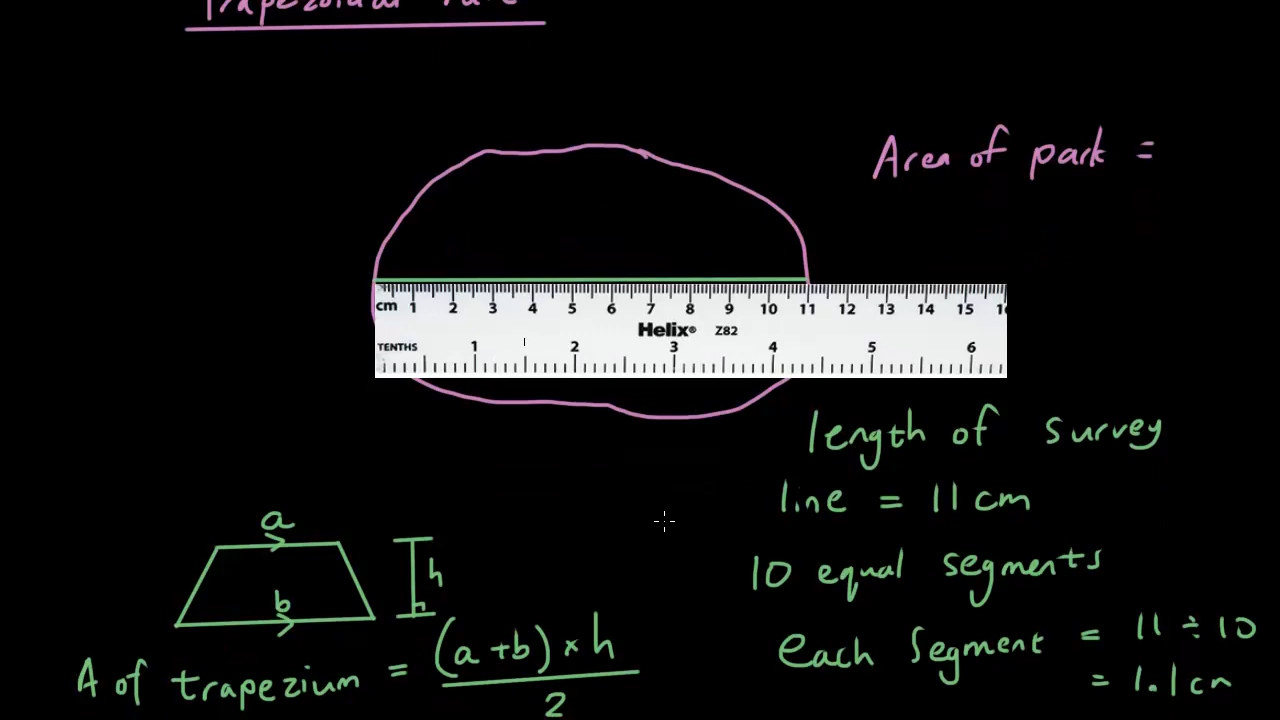 Trapezoidal rule
Area of park =
cm 1 2 3 4 5 6 7 8 9 10 11 12 13 14 15
Helix® Z82
TENTHS 1 2 3 4 5 6
length of survey
line = 11 cm
10 equal segments
each segment = 11 ÷ 10
= 1.1 cm
a
b
h
A of trapezium = (a+b) × h
2